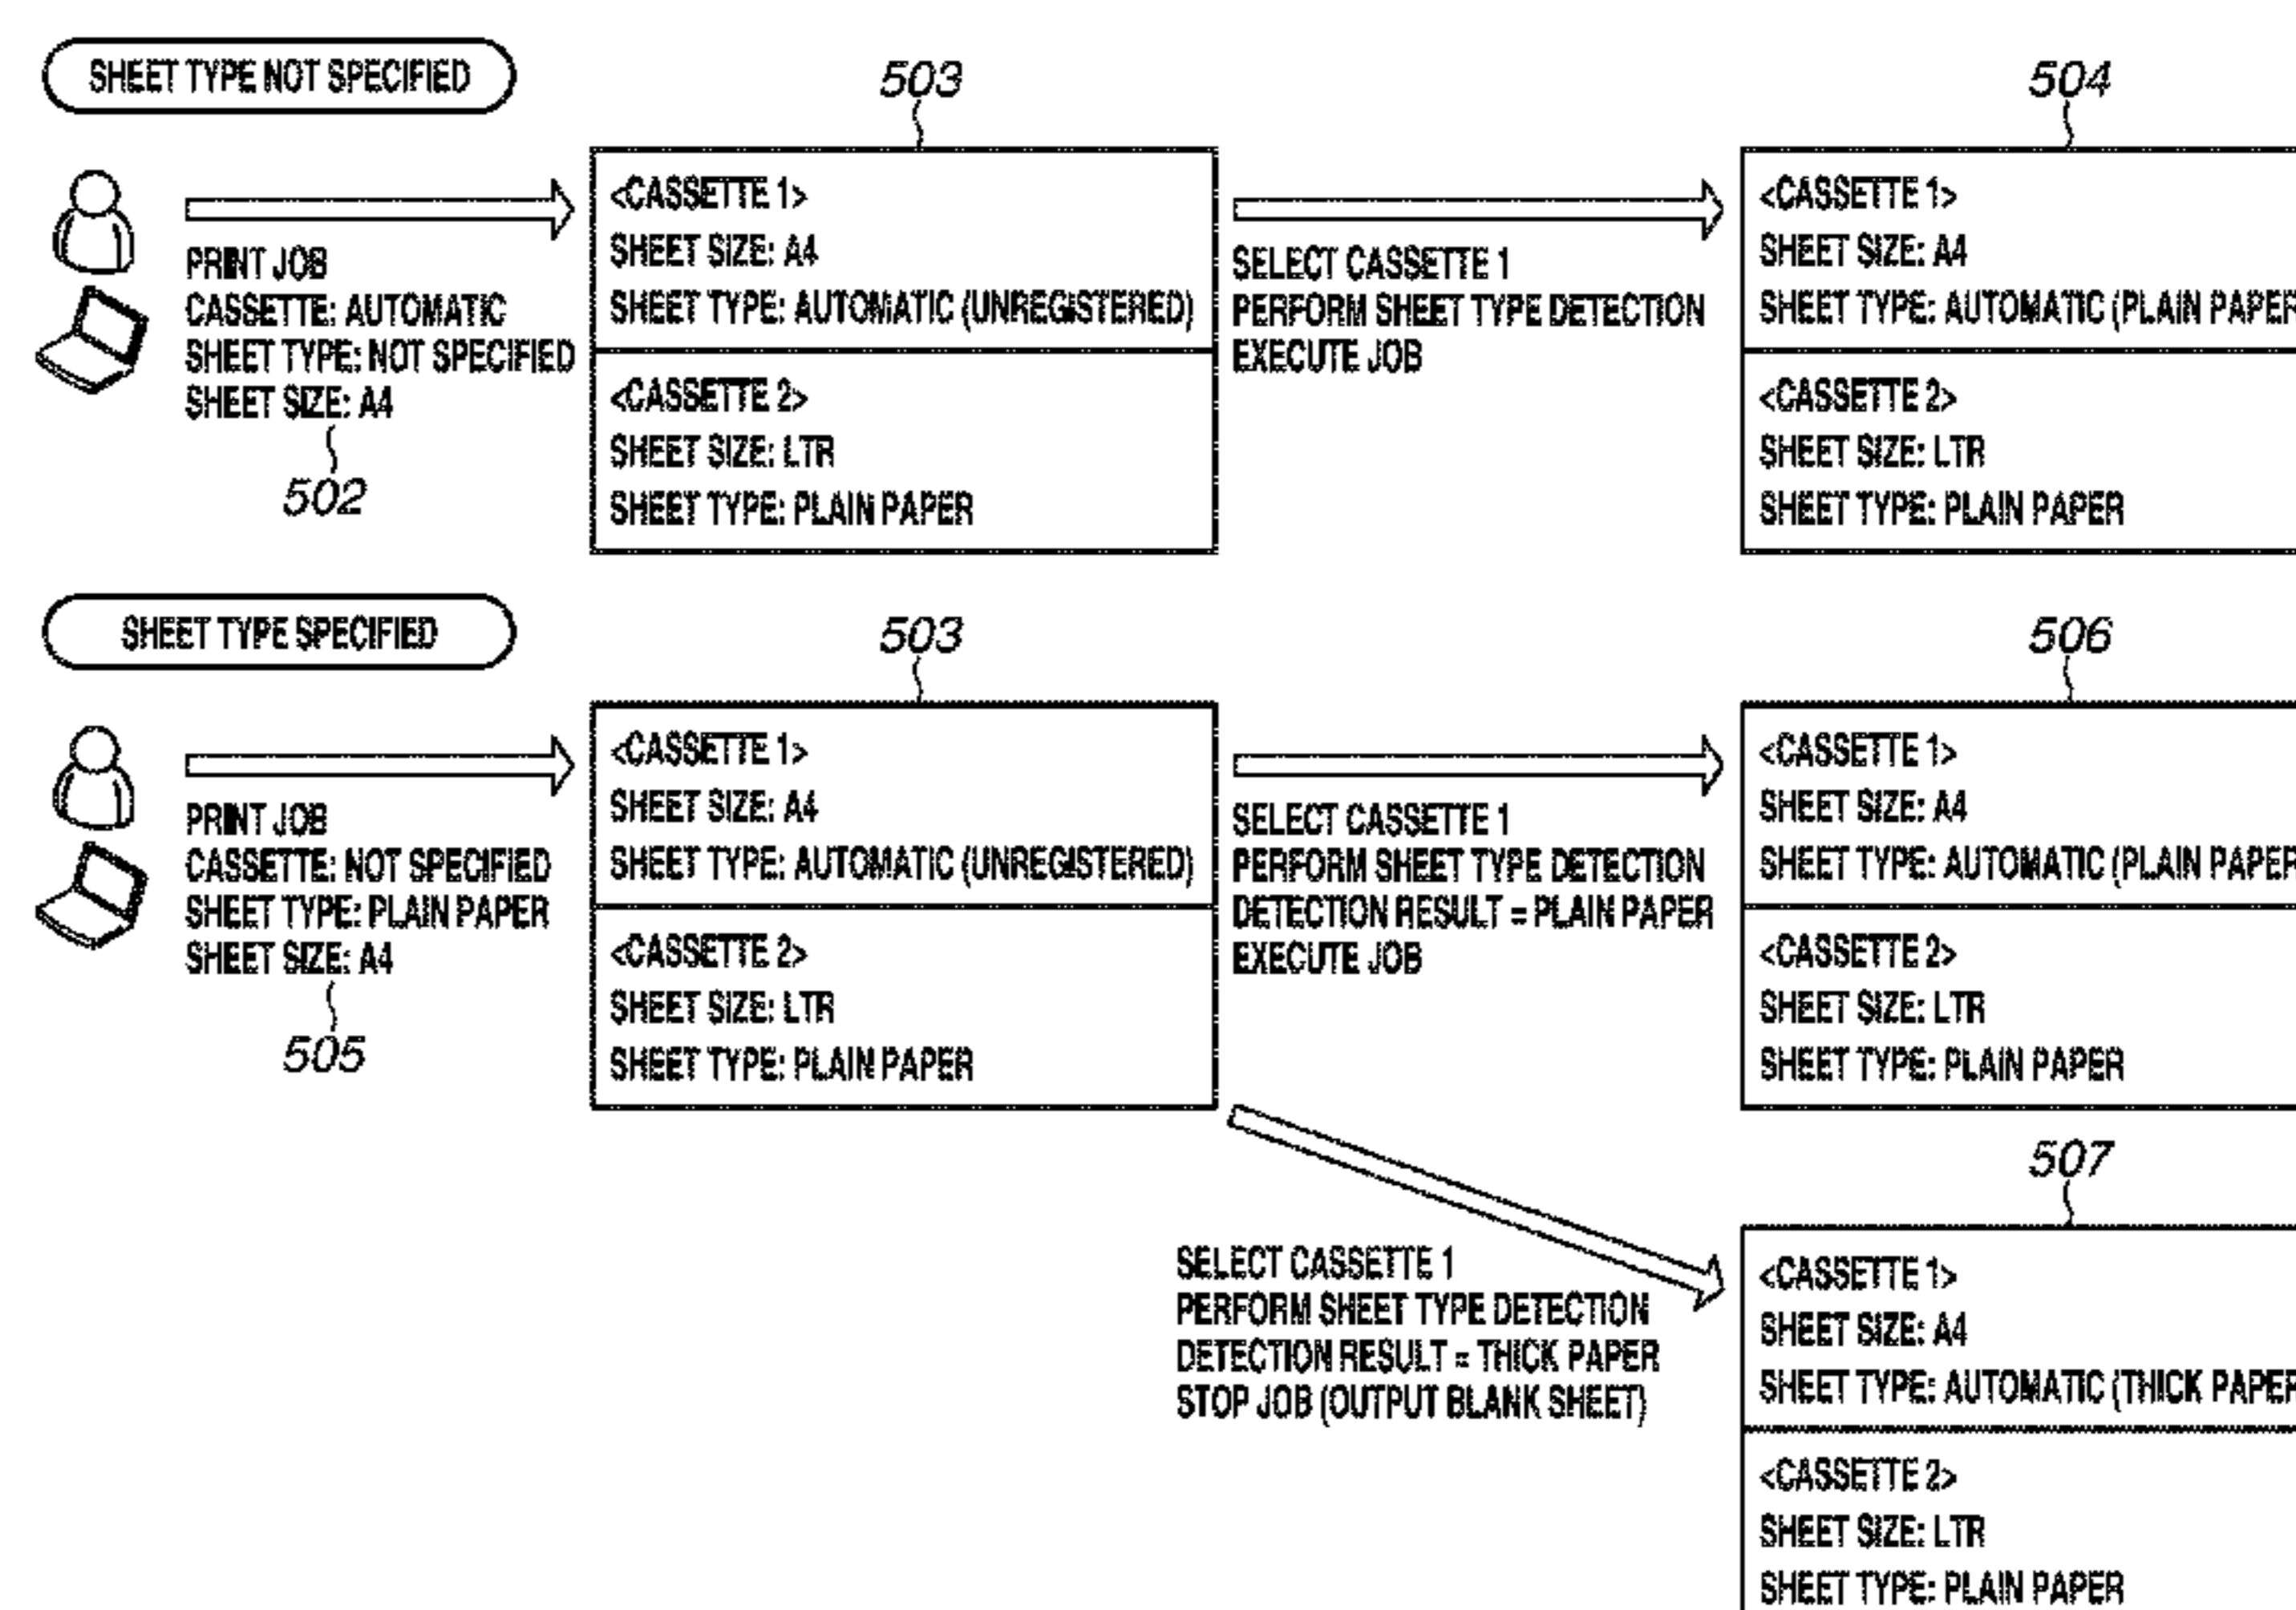 SHEET TYPE NOT SPECIFIED
503
504
PRINT JOB
CASSETTE: AUTOMATIC
SHEET TYPE: NOT SPECIFIED
SHEET SIZE: A4
502
<CASSETTE 1>
SHEET SIZE: A4
SHEET TYPE: AUTOMATIC (UNREGISTERED)
<CASSETTE 2>
SHEET SIZE: LTR
SHEET TYPE: PLAIN PAPER
SELECT CASSETTE 1
PERFORM SHEET TYPE DETECTION
EXECUTE JOB
<CASSETTE 1>
SHEET SIZE: A4
SHEET TYPE: AUTOMATIC (PLAIN PAPER
<CASSETTE 2>
SHEET SIZE: LTR
SHEET TYPE: PLAIN PAPER
SHEET TYPE SPECIFIED
503
506
PRINT JOB
CASSETTE: NOT SPECIFIED
SHEET TYPE: PLAIN PAPER
SHEET SIZE: A4
505
<CASSETTE 1>
SHEET SIZE: A4
SHEET TYPE: AUTOMATIC (UNREGISTERED)
<CASSETTE 2>
SHEET SIZE: LTR
SHEET TYPE: PLAIN PAPER
SELECT CASSETTE 1
PERFORM SHEET TYPE DETECTION
DETECTION RESULT = PLAIN PAPER
EXECUTE JOB
<CASSETTE 1>
SHEET SIZE: A4
SHEET TYPE: AUTOMATIC (PLAIN PAPER
<CASSETTE 2>
SHEET SIZE: LTR
SHEET TYPE: PLAIN PAPER
507
SELECT CASSETTE 1
PERFORM SHEET TYPE DETECTION
DETECTION RESULT = THICK PAPER
STOP JOB (OUTPUT BLANK SHEET)
<CASSETTE 1>
SHEET SIZE: A4
SHEET TYPE: AUTOMATIC (THICK PAPER
<CASSETTE 2>
SHEET SIZE: LTR
SHEET TYPE: PLAIN PAPER